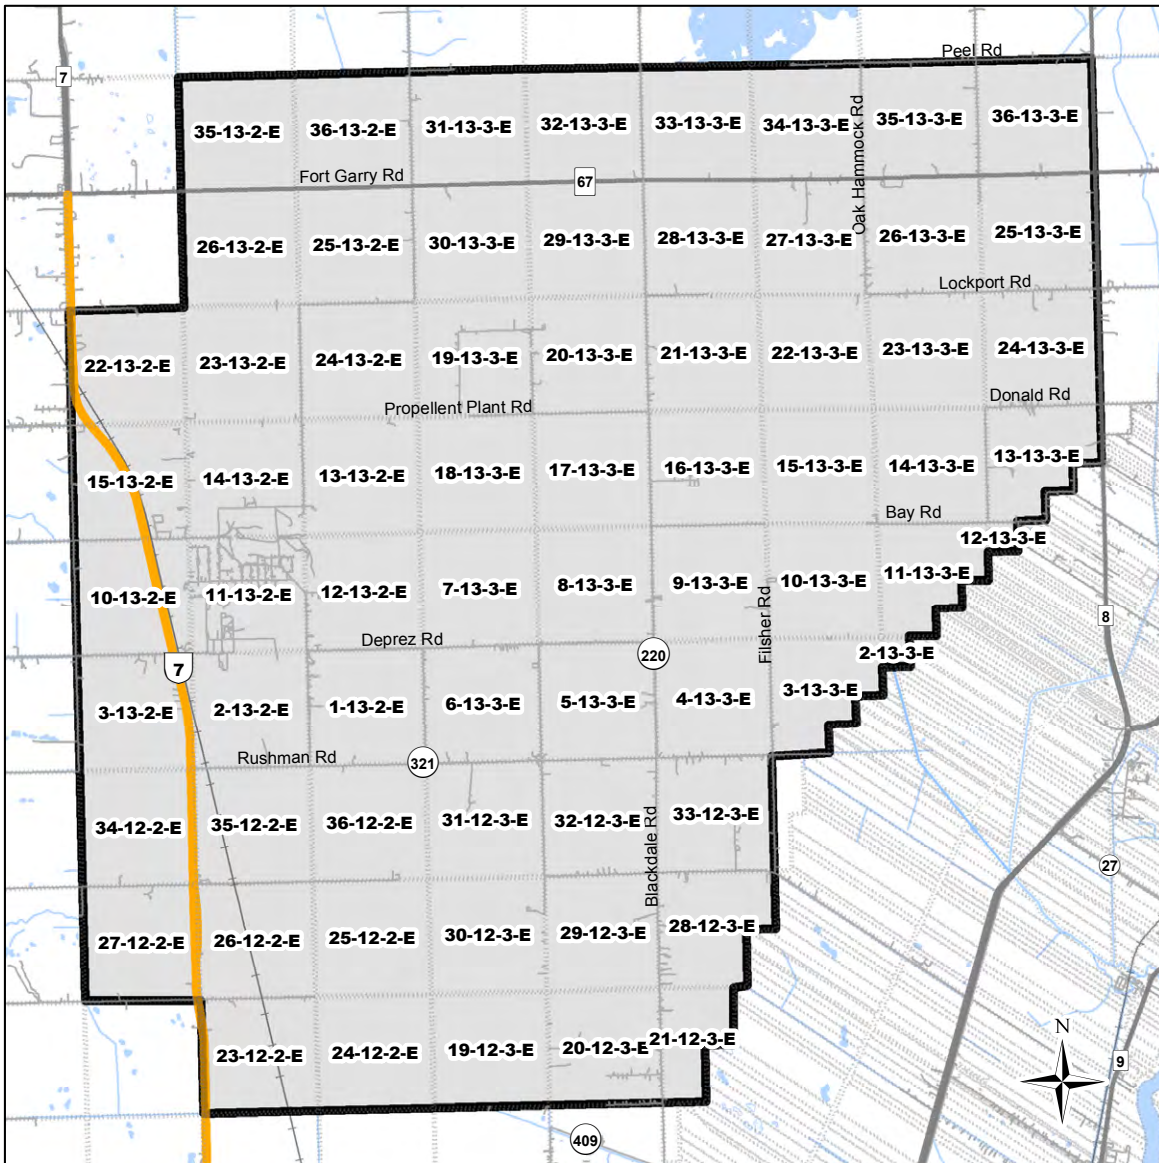 Peel Rd
7
35-13-2-E 36-13-2-E 31-13-3-E 32-13-3-E 33-13-3-E 34-13-3-E 35-13-3-E 36-13-3-E
Oak Hammock Rd
Fort Garry Rd
67
26-13-2-E 25-13-2-E 30-13-3-E 29-13-3-E 28-13-3-E 27-13-3-E 26-13-3-E 25-13-3-E
Lockport Rd
22-13-2-E 23-13-2-E 24-13-2-E 19-13-3-E 20-13-3-E 21-13-3-E 22-13-3-E 23-13-3-E 24-13-3-E
Donald Rd
Propellent Plant Rd
15-13-2-E 14-13-2-E 13-13-2-E 18-13-3-E 17-13-3-E 16-13-3-E 15-13-3-E 14-13-3-E 13-13-3-E
Bay Rd
12-13-3-E
10-13-2-E 11-13-2-E 12-13-2-E 7-13-3-E 8-13-3-E 9-13-3-E 10-13-3-E 11-13-3-E
8
Filsher Rd
Deprez Rd
220
2-13-3-E
7
3-13-2-E 2-13-2-E 1-13-2-E 6-13-3-E 5-13-3-E 4-13-3-E 3-13-3-E
Rushman Rd
321
34-12-2-E 35-12-2-E 36-12-2-E 31-12-3-E 32-12-3-E 33-12-3-E
Blackdale Rd
27
27-12-2-E 26-12-2-E 25-12-2-E 30-12-3-E 29-12-3-E 28-12-3-E
N
23-12-2-E 24-12-2-E 19-12-3-E 20-12-3-E 21-12-3-E
9
409